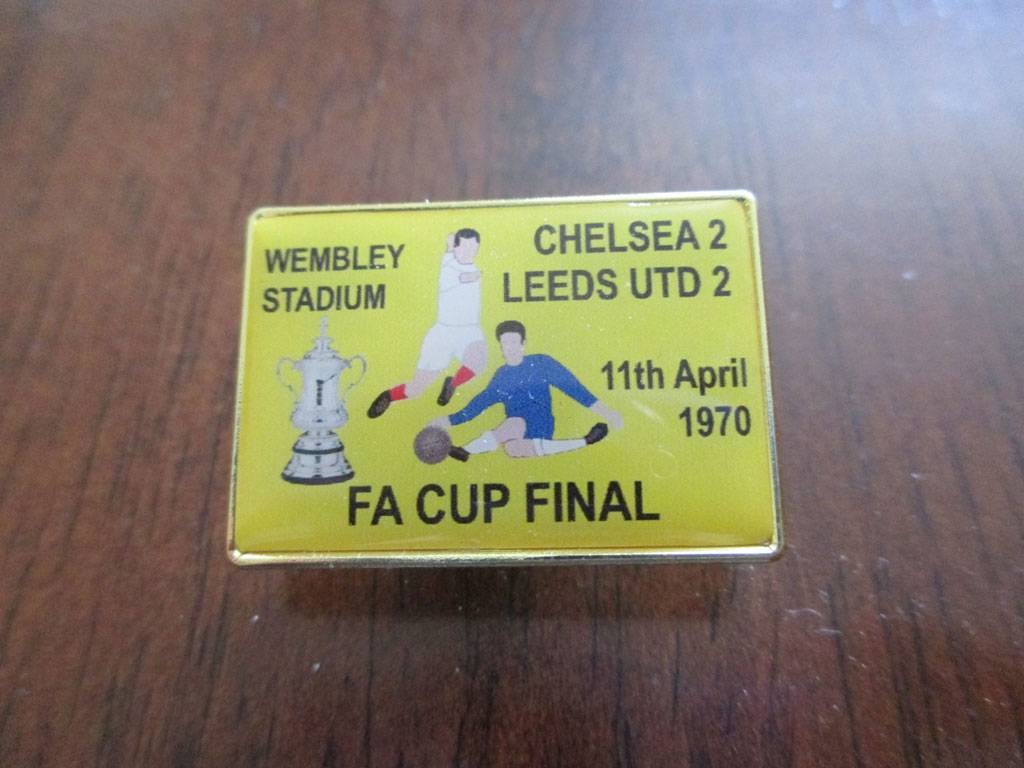 WEMBLEY
STADIUM
CHELSEA 2
LEEDS UTD 2
11th April
1970
FA CUP FINAL